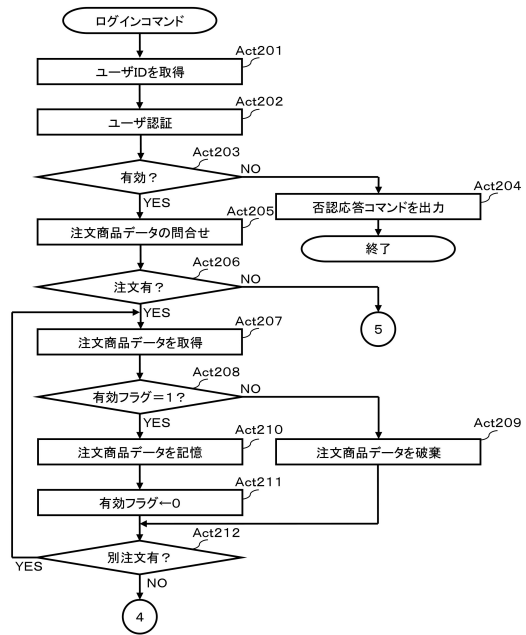 ログインコマンド
Act201
ユーザIDを取得
Act202
ユーザ認証
Act203
有効？
NO
YES
Act204
否認応答コマンドを出力
終了
Act205
注文商品データの問合せ
Act206
注文有？
NO
YES
5
Act207
注文商品データを取得
Act208
有効フラグ＝1？
NO
YES
Act209
注文商品データを破棄
Act210
注文商品データを記憶
Act211
有効フラグ←0
Act212
別注文有？
YES
NO
4